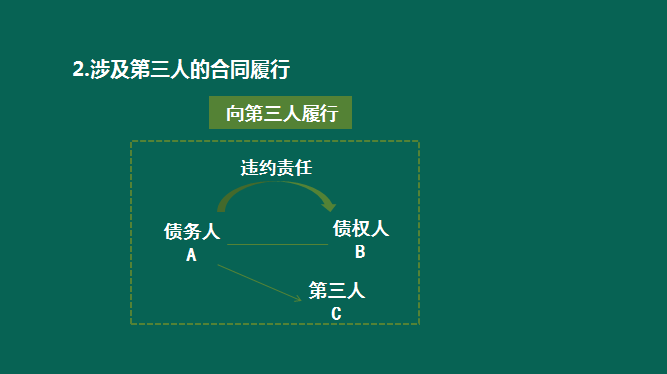 2.涉及第三人的合同履行
向第三人履行
违约责任
债务人
A
债权人
B
第三人
C